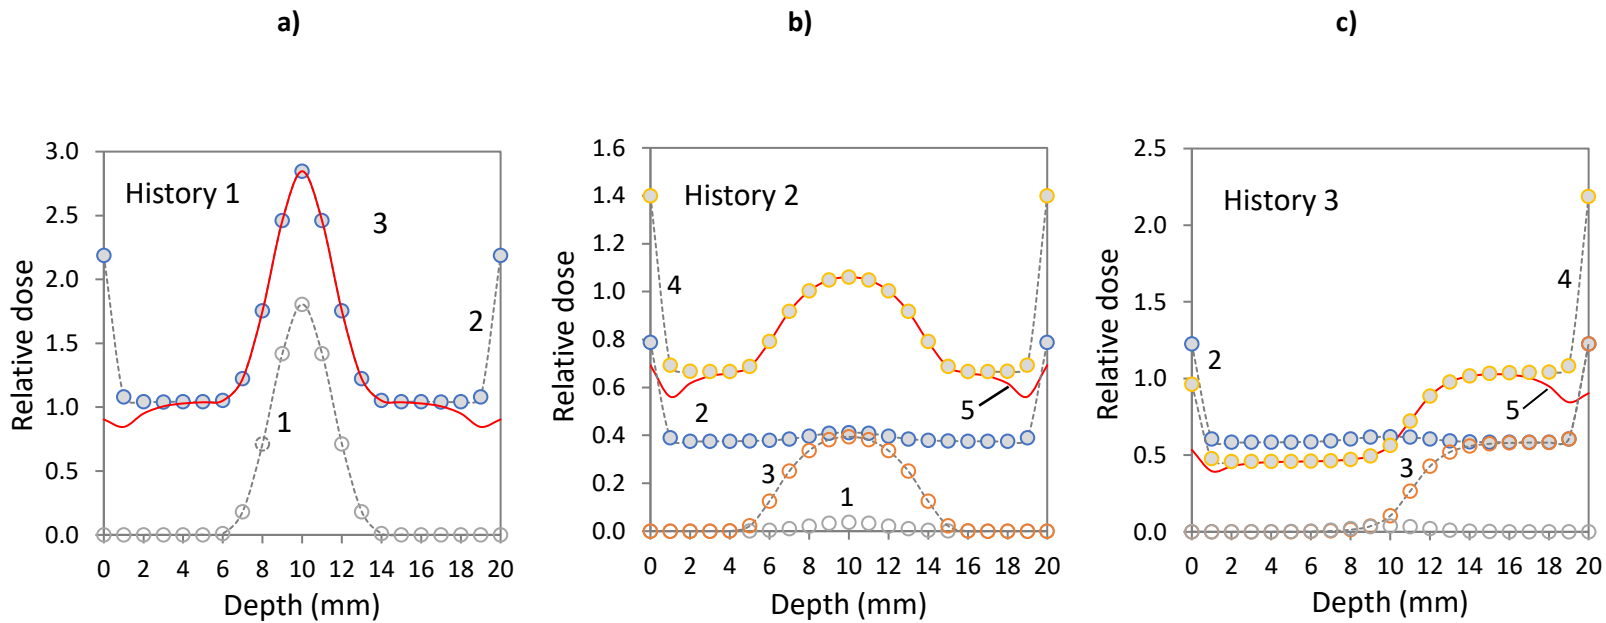 a)
b)
c)
3.0
2.5
2.0
1.5
1.0
0.5
0.0
Relative dose
History 1
3
2
1
0 2 4 6 8 10 12 14 16 18 20
Depth (mm)
1.6
1.4
1.2
1.0
0.8
0.6
0.4
0.2
0.0
Relative dose
History 2
4
2
5
3
1
0 2 4 6 8 10 12 14 16 18 20
Depth (mm)
2.5
2.0
1.5
1.0
0.5
0.0
Relative dose
History 3
4
2
5
3
1
0 2 4 6 8 10 12 14 16 18 20
Depth (mm)